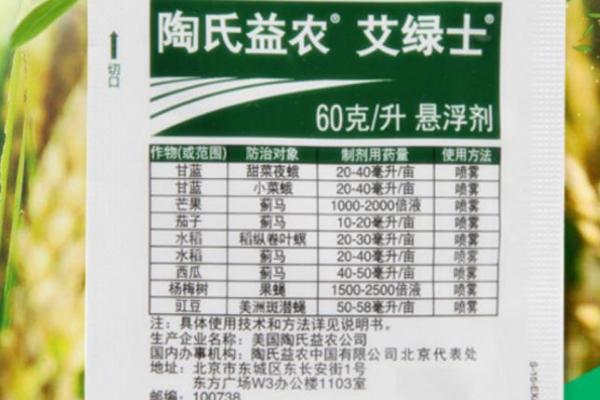 陶氏益农® 艾绿士®
切口
60克/升 悬浮剂
作物(或范围) 防治对象 制剂用药量 使用方法
甘蓝 甜菜夜蛾 20-40毫升/亩 喷雾
甘蓝 小菜蛾 20-40毫升/亩 喷雾
芒果 蓟马 1000-2000倍液 喷雾
茄子 蓟马 10-20毫升/亩 喷雾
水稻 稻纵卷叶螟 20-30毫升/亩 喷雾
水稻 蓟马 20-40毫升/亩 喷雾
西瓜 蓟马 40-50毫升/亩 喷雾
杨梅树 果蝇 1500-2500倍液 喷雾
豇豆 美洲斑潜蝇 50-58毫升/亩 喷雾
注：具体使用技术和方法详见说明书。
生产企业名称：美国陶氏益农公司
国内办事机构：陶氏益农中国有限公司北京代表处
地址：北京市东城区东长安街1号
东方广场W3办公楼1103室
邮编：100738